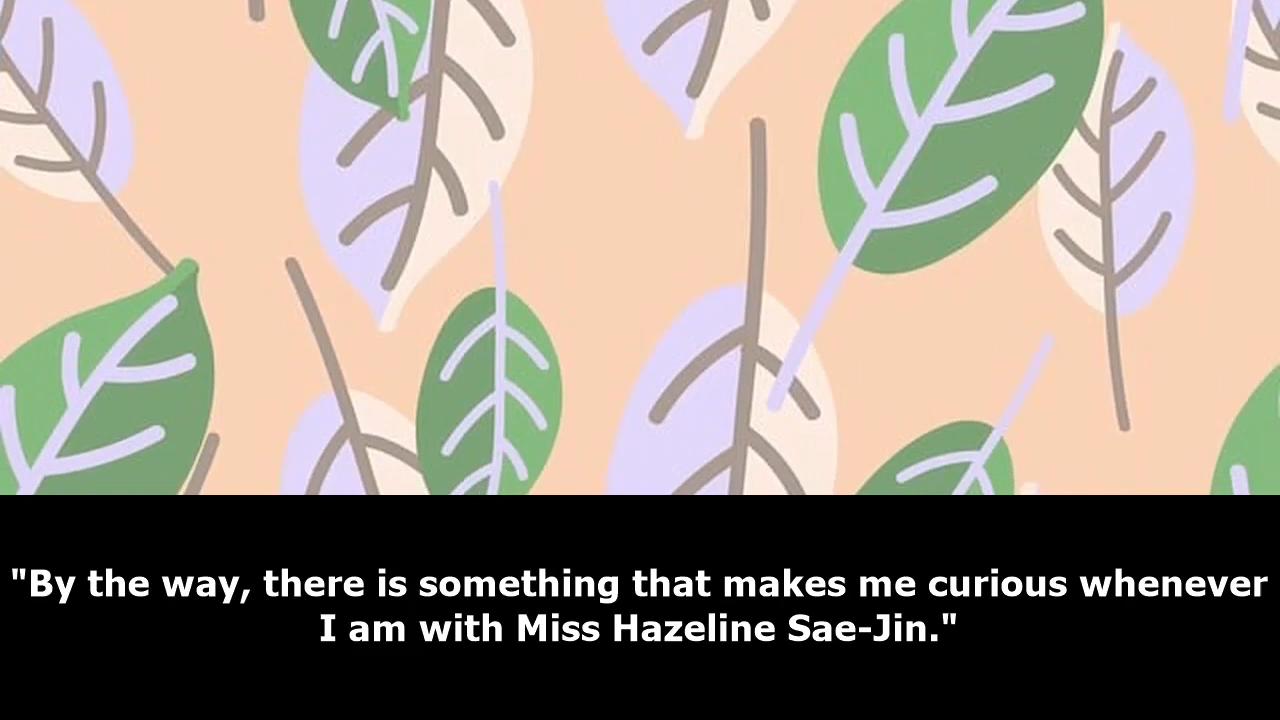 "By the way, there is something that makes me curious whenever
I am with Miss Hazeline Sae-Jin."